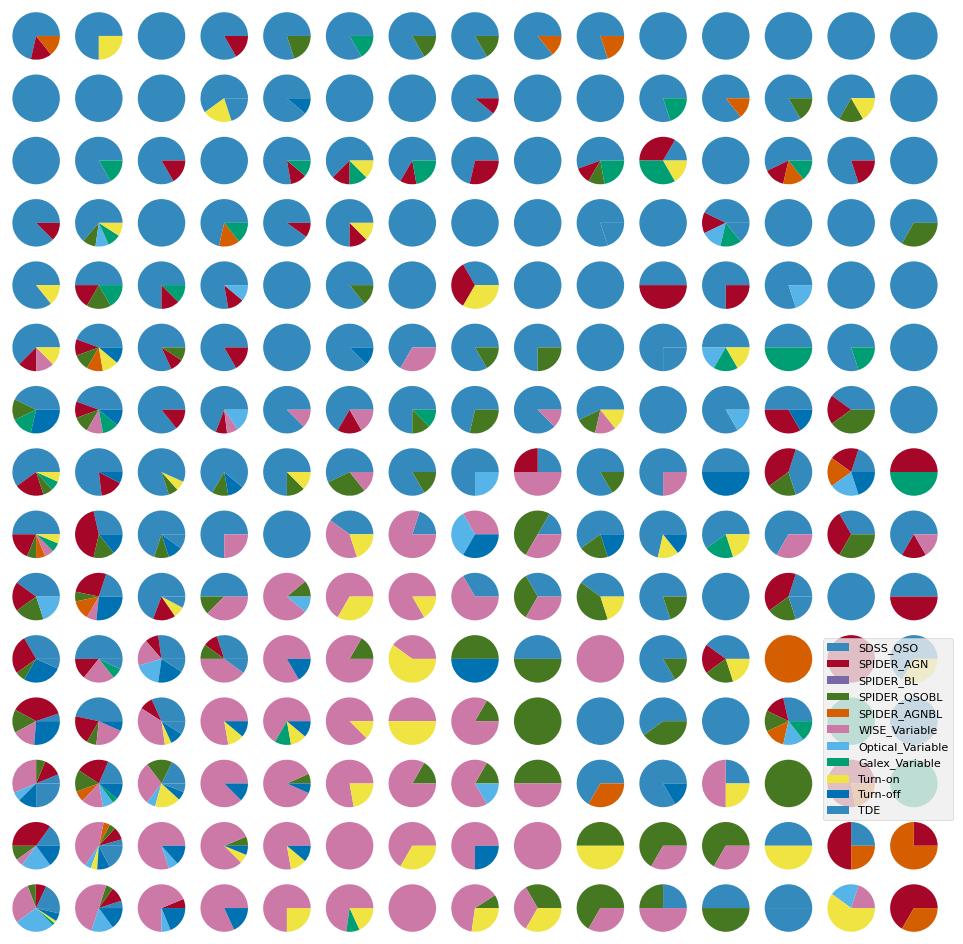 SDSS_QSO
SPIDER_AGN
SPIDER_BL
SPIDER_QSOBL
SPIDER_AGNBL
WISE_Variable
Optical_Variable
Galex_Variable
Turn-on
Turn-off
TDE